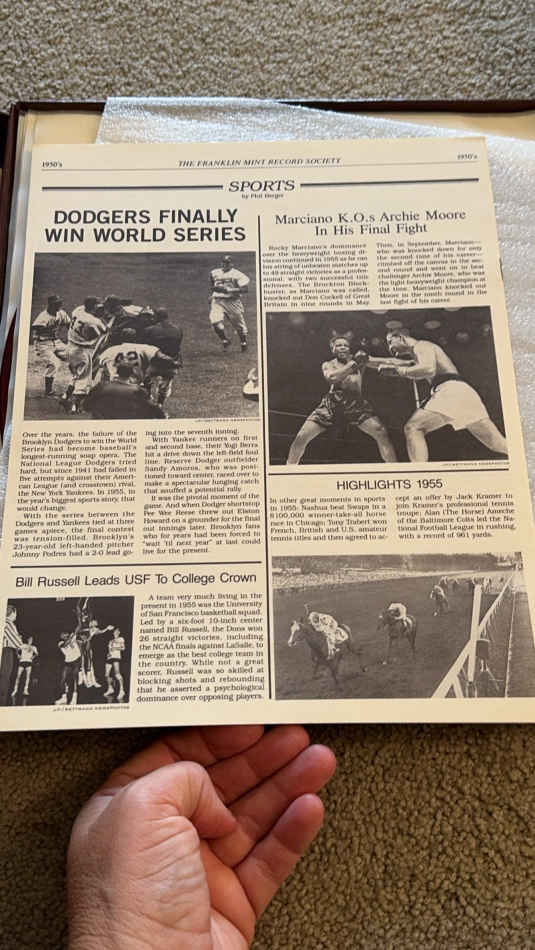 1950's THE FRANKLIN MINT RECORD SOCIETY 1950's
SPORTS
by Phil Berger
DODGERS FINALLY
WIN WORLD SERIES
UPI/BETTMANN NEWSPHOTOS
Over the years, the failure of the
Brooklyn Dodgers to win the World
Series had become baseball's
longest-running soap opera. The
National League Dodgers tried
hard, but since 1941 had failed in
five attempts against their Ameri-
can League (and crosstown) rival,
the New York Yankees. In 1955, in
the year's biggest sports story, that
would change.
With the series between the
Dodgers and Yankees tied at three
games apiece, the final contest
was tension-filled. Brooklyn's
23-year-old left-handed pitcher
Johnny Podres had a 2-0 lead go-
ing into the seventh inning.
With Yankee runners on first
and second base, their Yogi Berra
hit a drive down the left-field foul
line. Reserve Dodger outfielder
Sandy Amoros, who was posi-
tioned toward center, raced over to
make a spectacular lunging catch
that snuffed a potential rally.
It was the pivotal moment of the
game. And when Dodger shortstop
Pee Wee Reese threw out Elston
Howard on a grounder for the final
out innings later, Brooklyn fans
who for years had been forced to
"wait 'til next year" at last could
live for the present.
Marciano K.O.s Archie Moore
In His Final Fight
Rocky Marciano's dominance
over the heavyweight boxing di-
vision continued in 1955 as he ran
his string of unbeaten matches up
to 49 straight victories as a profes-
sional, with two successful title
defenses. The Brockton Block-
buster, as Marciano was called,
knocked out Don Cockell of Great
Britain in nine rounds in May.
Then, in September, Marciano—
who was knocked down for only
the second time of his career—
climbed off the canvas in the sec-
ond round and went on to beat
challenger Archie Moore, who was
the light heavyweight champion at
the time. Marciano knocked out
Moore in the ninth round in the
last fight of his career.
UPI/BETTMANN NEWSPHOTOS
HIGHLIGHTS 1955
In other great moments in sports
in 1955: Nashua beat Swaps in a
$100,000 winner-take-all horse
race in Chicago; Tony Trabert won
French, British and U.S. amateur
tennis titles and then agreed to ac-
cept an offer by Jack Kramer to
join Kramer's professional tennis
troupe; Alan (The Horse) Ameche
of the Baltimore Colts led the Na-
tional Football League in rushing,
with a record of 961 yards.
Bill Russell Leads USF To College Crown
UPI/BETTMANN NEWSPHOTOS
A team very much living in the
present in 1955 was the University
of San Francisco basketball squad.
Led by a six-foot 10-inch center
named Bill Russell, the Dons won
26 straight victories, including
the NCAA finals against LaSalle, to
emerge as the best college team in
the country. While not a great
scorer, Russell was so skilled at
blocking shots and rebounding
that he asserted a psychological
dominance over opposing players.